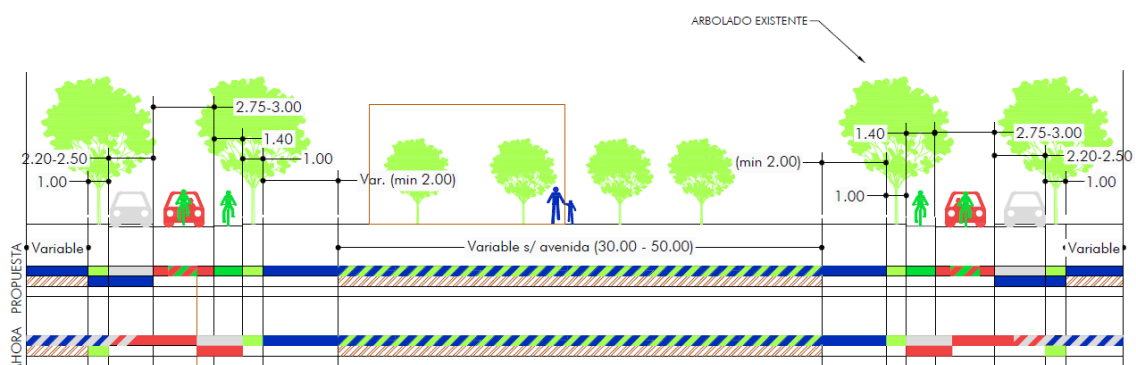 ARBOLADO EXISTENTE
2.75-3.00
1.40
2.20-2.50
1.00
1.00
Var. (min 2.00)
(min 2.00)
1.40
2.75-3.00
2.20-2.50
1.00
1.00
Variable
Variable s/ avenida (30.00 - 50.00)
Variable
PROPUESTA
AHORA